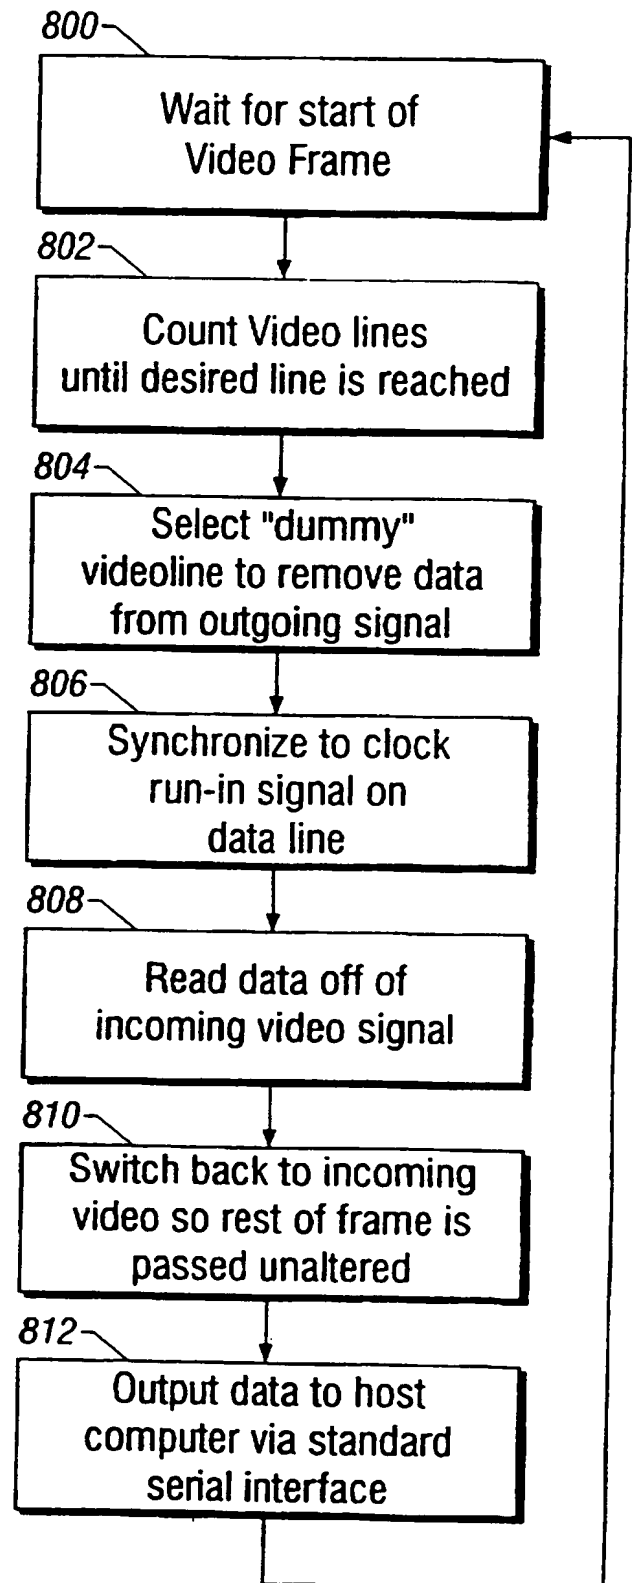 800
Wait for start of
Video Frame
802
Count Video lines
until desired line is reached
804
Select "dummy"
videoline to remove data
from outgoing signal
806
Synchronize to clock
run-in signal on
data line
808
Read data off of
incoming video signal
810
Switch back to incoming
video so rest of frame is
passed unaltered
812
Output data to host
computer via standard
serial interface